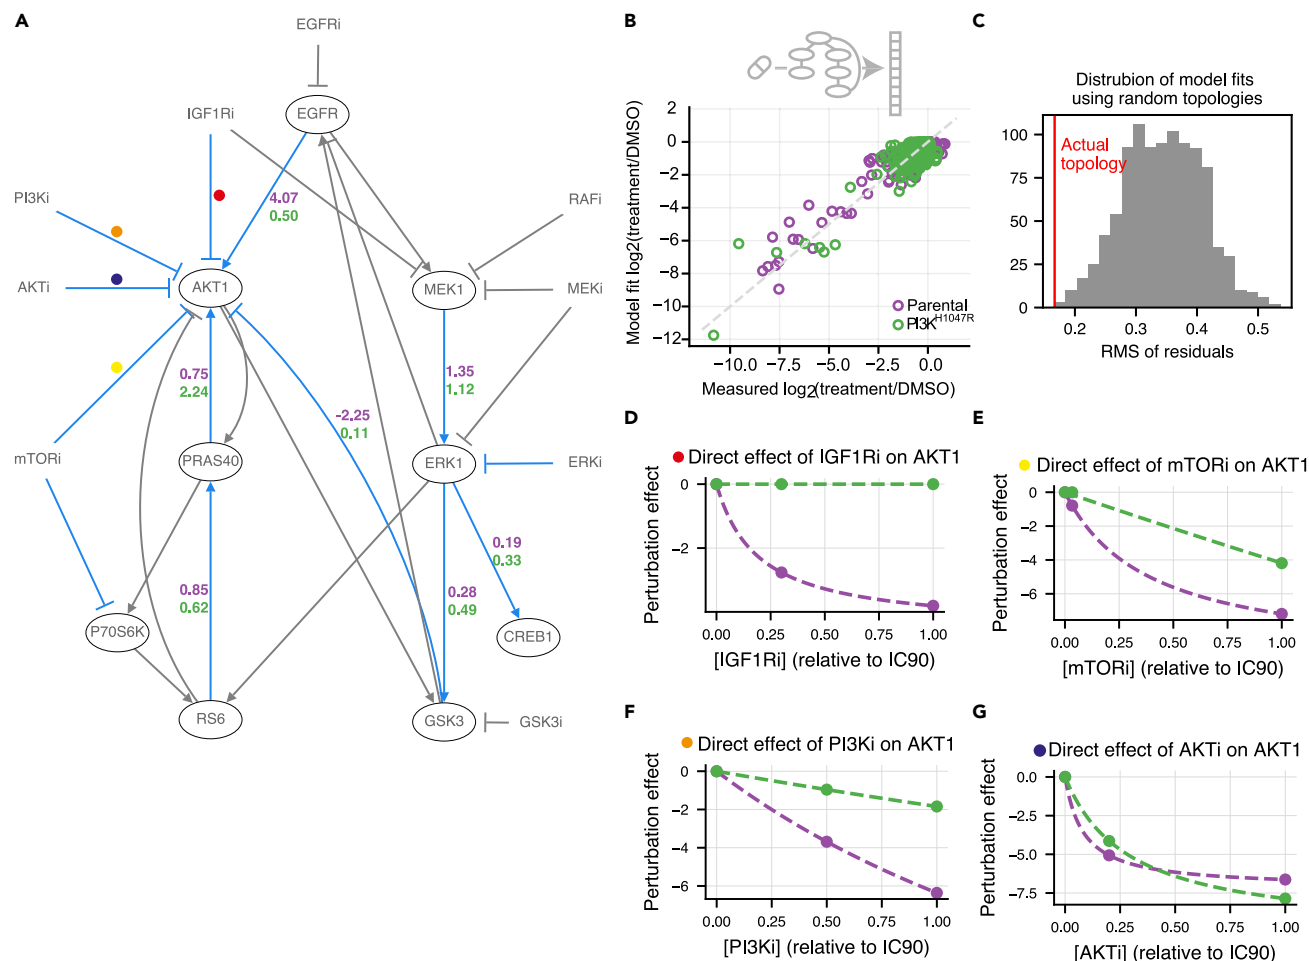 A
EGFRi
IGF1Ri
EGFR
PI3Ki
4.07
0.50
RAFi
AKTi
AKT1
MEK1
MEKi
0.75
2.24
1.35
1.12
-2.25
0.11
mTORi
PRAS40
ERK1
ERKi
0.19
0.33
0.85
0.62
0.28
0.49
P70S6K
CREB1
RS6
GSK3
GSK3i
B
Model fit log2(treatment/DMSO)
2
0
−2
−4
−6
−8
−10
−12
Parental
PI3K^H1047R
−10.0
−7.5
−5.0
−2.5
0.0
Measured log2(treatment/DMSO)
C
Distrubion of model fits
using random topologies
100
75
50
25
0
Actual
topology
0.2
0.3
0.4
0.5
RMS of residuals
D
Direct effect of IGF1Ri on AKT1
Perturbation effect
0
−2
0.00
0.25
0.50
0.75
1.00
[IGF1Ri] (relative to IC90)
E
Direct effect of mTORi on AKT1
Perturbation effect
0
−2
−4
−6
0.00
0.25
0.50
0.75
1.00
[mTORi] (relative to IC90)
F
Direct effect of PI3Ki on AKT1
Perturbation effect
0
−2
−4
−6
0.00
0.25
0.50
0.75
1.00
[PI3Ki] (relative to IC90)
G
Direct effect of AKTi on AKT1
Perturbation effect
0.0
−2.5
−5.0
−7.5
0.00
0.25
0.50
0.75
1.00
[AKTi] (relative to IC90)